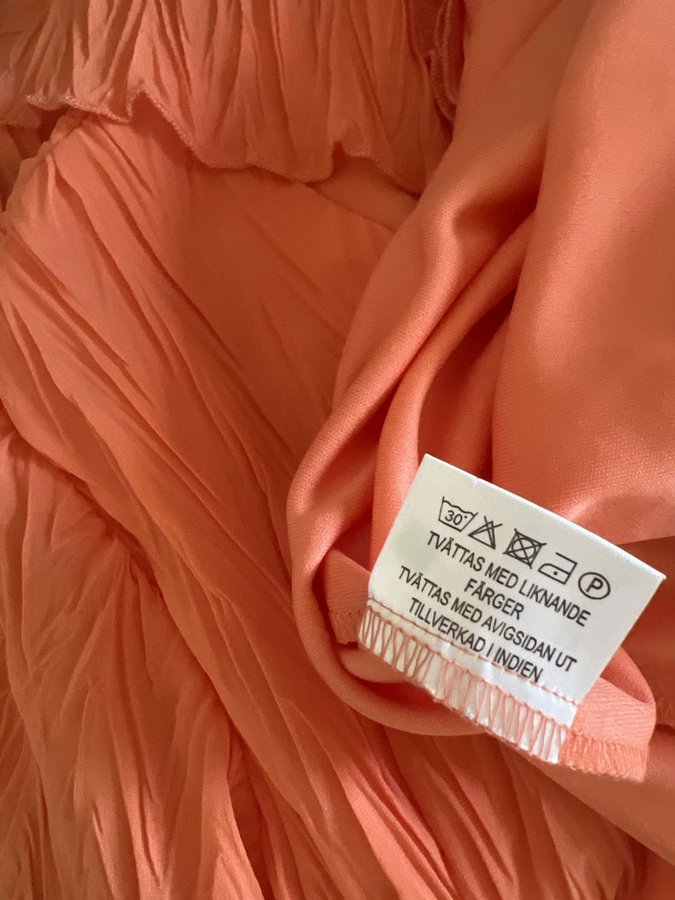 30° P
TVÄTTAS MED LIKNANDE
FÄRGER
TVÄTTAS MED AVIGSIDAN UT
TILLVERKAD I INDIEN